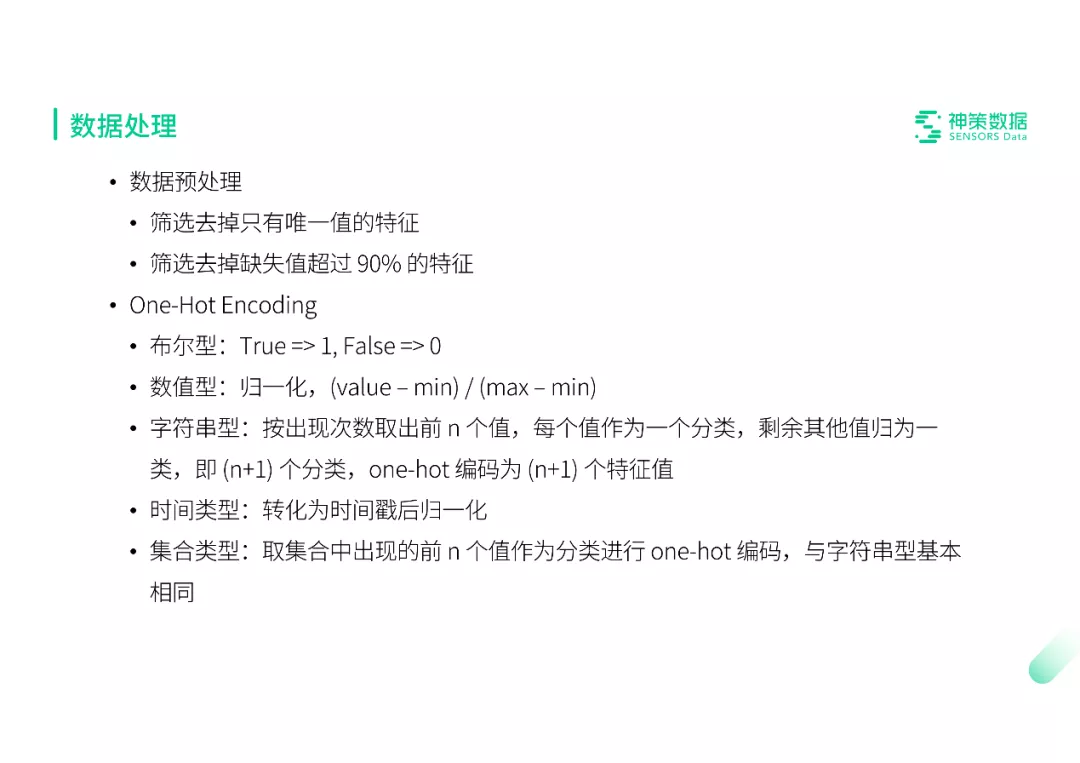 数据处理
神策数据
SENSORS Data
• 数据预处理
• 筛选去掉只有唯一值的特征
• 筛选去掉缺失值超过 90% 的特征
• One-Hot Encoding
• 布尔型：True => 1, False => 0
• 数值型：归一化，(value – min) / (max – min)
• 字符串型：按出现次数取出前 n 个值，每个值作为一个分类，剩余其他值归为一
类，即 (n+1) 个分类，one-hot 编码为 (n+1) 个特征值
• 时间类型：转化为时间戳后归一化
• 集合类型：取集合中出现的前 n 个值作为分类进行 one-hot 编码，与字符串型基本
相同